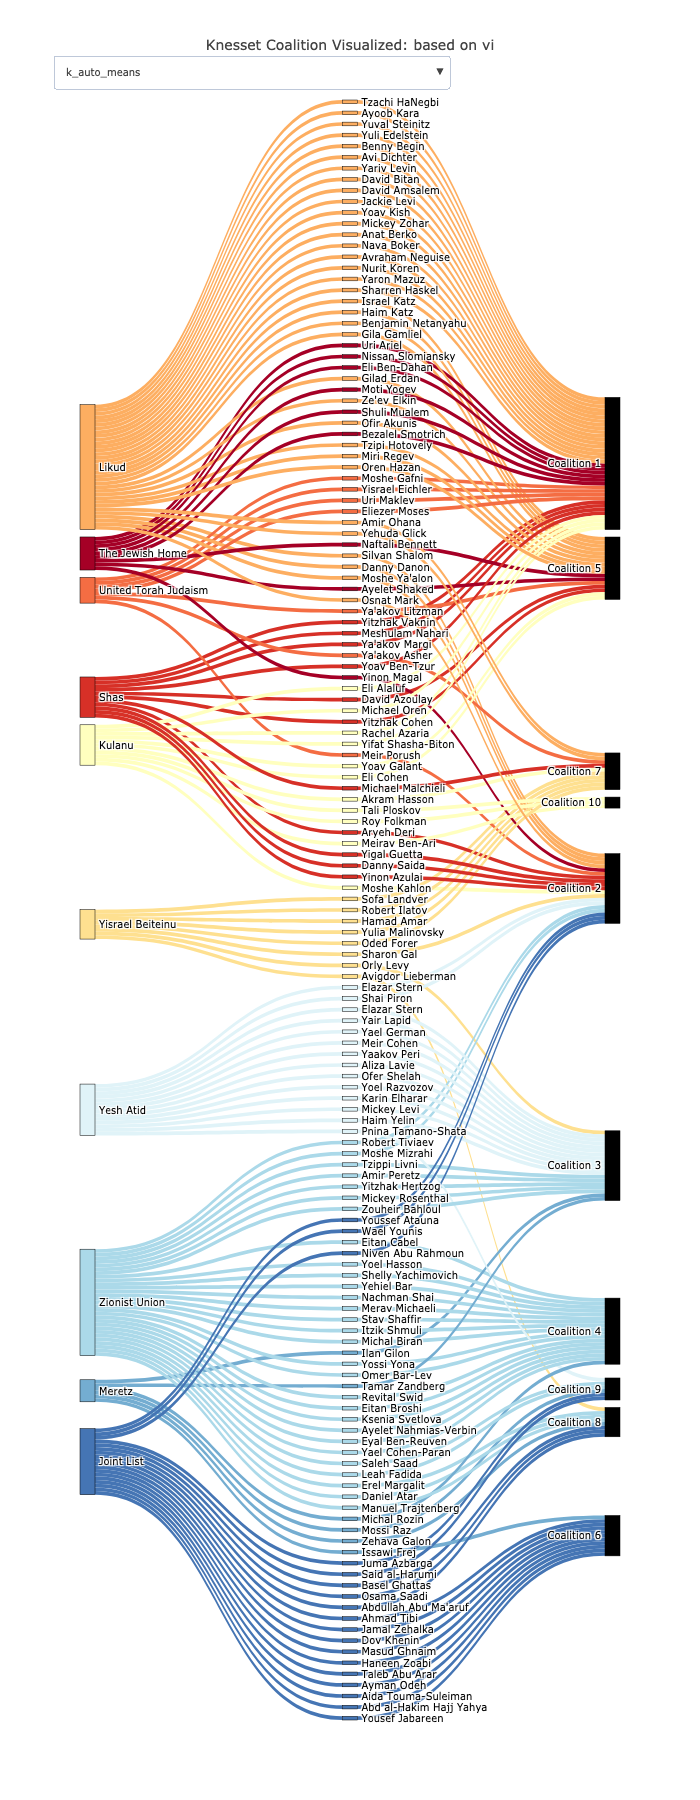 Knesset Coalition Visualized: based on vi
k_auto_means
Tzachi HaNegbi
Ayoob Kara
Yuval Steinitz
Yuli Edelstein
Benny Begin
Avi Dichter
Yariv Levin
David Bitan
David Amsalem
Jackie Levi
Yoav Kish
Mickey Zohar
Anat Berko
Nava Boker
Avraham Neguise
Nurit Koren
Yaron Mazuz
Sharren Haskel
Israel Katz
Haim Katz
Benjamin Netanyahu
Gila Gamliel
Uri Ariel
Nissan Slomiansky
Eli Ben-Dahan
Gilad Erdan
Moti Yogev
Ze'ev Elkin
Shuli Mualem
Ofir Akunis
Bezalel Smotrich
Tzipi Hotovely
Miri Regev
Oren Hazan
Moshe Gafni
Yisrael Eichler
Uri Maklev
Eliezer Moses
Amir Ohana
Yehuda Glick
Naftali Bennett
Silvan Shalom
Danny Danon
Moshe Ya'alon
Ayelet Shaked
Osnat Mark
Ya'akov Litzman
Yitzhak Vaknin
Meshulam Nahari
Ya'akov Margi
Ya'akov Asher
Yoav Ben-Tzur
Yinon Magal
Eli Alaluf
David Azoulay
Michael Oren
Yitzhak Cohen
Rachel Azaria
Yifat Shasha-Biton
Meir Porush
Yoav Galant
Eli Cohen
Michael Malchieli
Akram Hasson
Tali Ploskov
Roy Folkman
Aryeh Deri
Meirav Ben-Ari
Yigal Guetta
Danny Saida
Yinon Azulai
Moshe Kahlon
Sofa Landver
Robert Ilatov
Hamad Amar
Yulia Malinovsky
Oded Forer
Sharon Gal
Orly Levy
Avigdor Lieberman
Elazar Stern
Shai Piron
Elazar Stern
Yair Lapid
Yael German
Meir Cohen
Yaakov Peri
Aliza Lavie
Ofer Shelah
Yoel Razvozov
Karin Elharar
Mickey Levi
Haim Yelin
Pnina Tamano-Shata
Robert Tiviaev
Moshe Mizrahi
Tzippi Livni
Amir Peretz
Yitzhak Hertzog
Mickey Rosenthal
Zouheir Bahloul
Youssef Atauna
Wael Younis
Eitan Cabel
Niven Abu Rahmoun
Yoel Hasson
Shelly Yachimovich
Yehiel Bar
Nachman Shai
Merav Michaeli
Stav Shaffir
Itzik Shmuli
Michal Biran
Ilan Gilon
Yossi Yona
Omer Bar-Lev
Tamar Zandberg
Revital Swid
Eitan Broshi
Ksenia Svetlova
Ayelet Nahmias-Verbin
Eyal Ben-Reuven
Yael Cohen-Paran
Saleh Saad
Leah Fadida
Erel Margalit
Daniel Atar
Manuel Trajtenberg
Michal Rozin
Mossi Raz
Zehava Galon
Issawi Frej
Juma Azbarga
Said al-Harumi
Basel Ghattas
Osama Saadi
Abdullah Abu Ma'aruf
Ahmad Tibi
Jamal Zehalka
Dov Khenin
Masud Ghnaim
Haneen Zoabi
Taleb Abu Arar
Ayman Odeh
Aida Touma-Suleiman
Abd al-Hakim Hajj Yahya
Yousef Jabareen
Likud
The Jewish Home
United Torah Judaism
Shas
Kulanu
Yisrael Beiteinu
Yesh Atid
Zionist Union
Meretz
Joint List
Coalition 1
Coalition 5
Coalition 7
Coalition 10
Coalition 2
Coalition 3
Coalition 4
Coalition 9
Coalition 8
Coalition 6